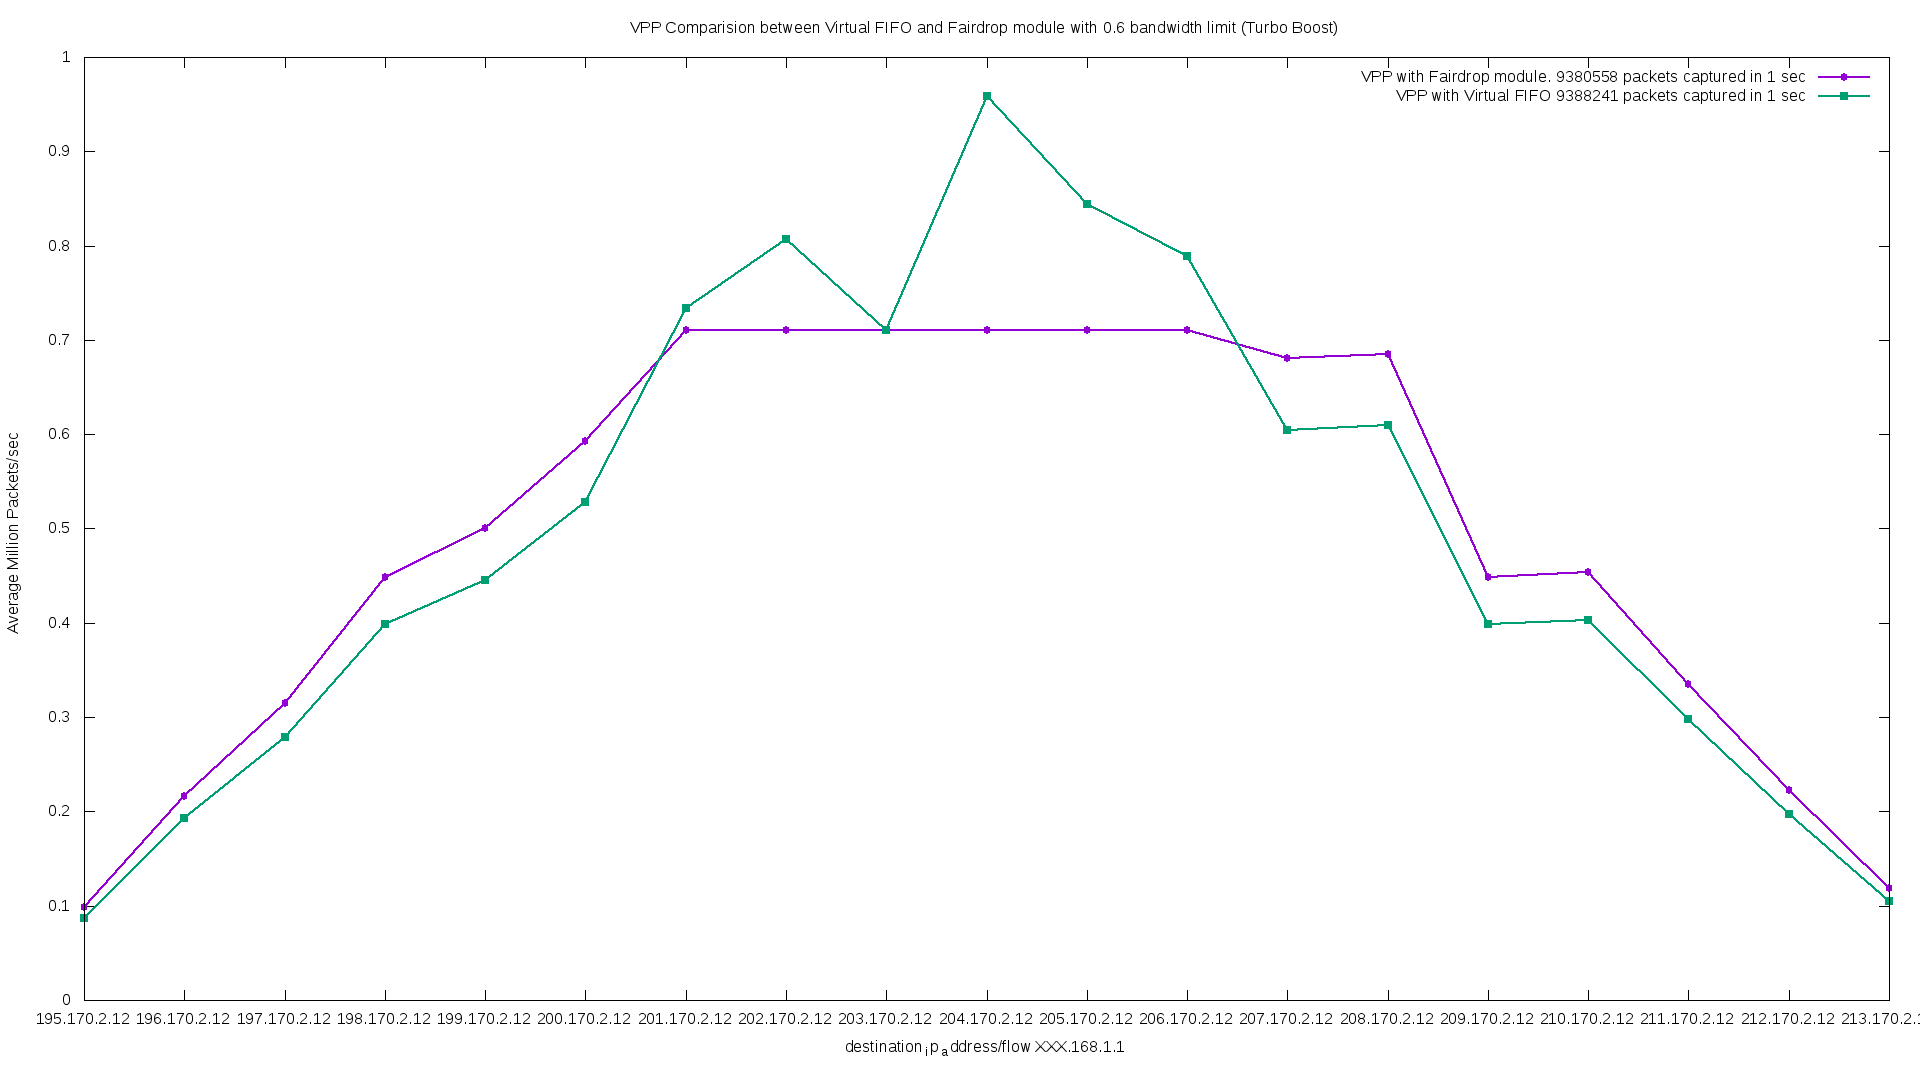 VPP Comparision between Virtual FIFO and Fairdrop module with 0.6 bandwidth limit (Turbo Boost)
VPP with Fairdrop module. 9380558 packets captured in 1 sec
VPP with Virtual FIFO 9388241 packets captured in 1 sec
1
0.9
0.8
0.7
0.6
0.5
0.4
0.3
0.2
0.1
0
Average Million Packets/sec
195.170.2.12 196.170.2.12 197.170.2.12 198.170.2.12 199.170.2.12 200.170.2.12 201.170.2.12 202.170.2.12 203.170.2.12 204.170.2.12 205.170.2.12 206.170.2.12 207.170.2.12 208.170.2.12 209.170.2.12 210.170.2.12 211.170.2.12 212.170.2.12 213.170.2.1
destination ip address/flow XXX.168.1.1